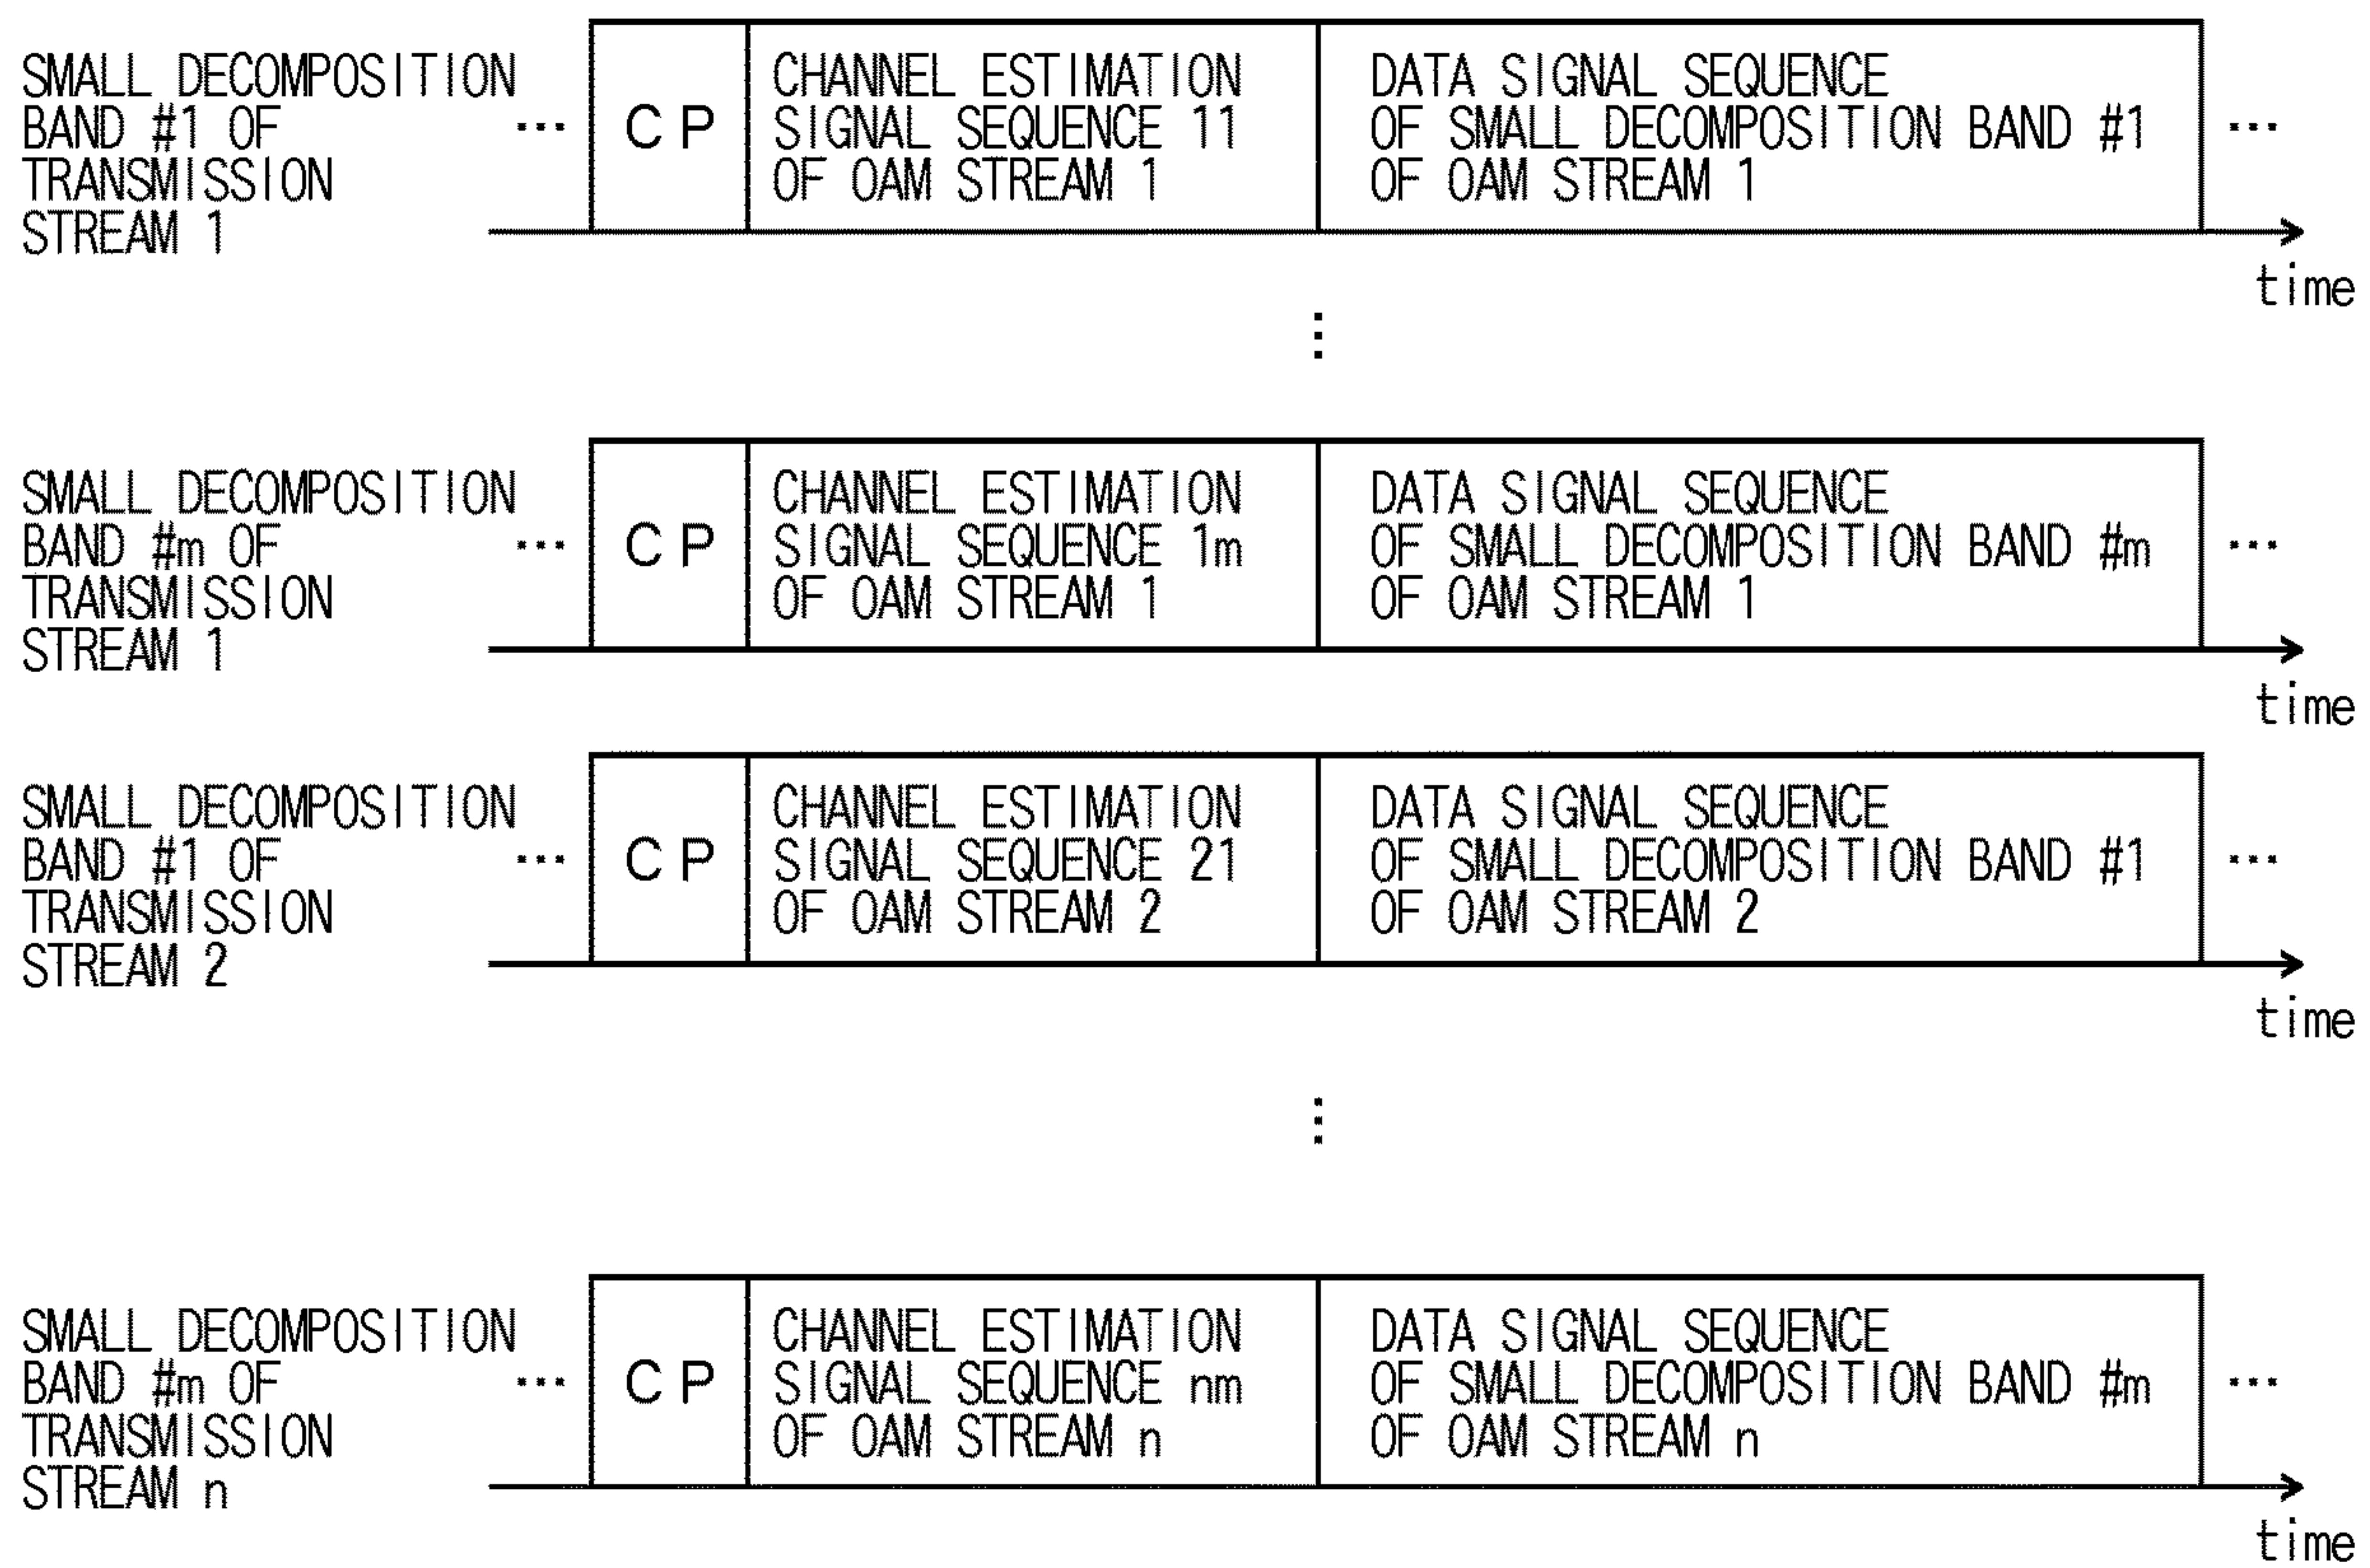 SMALL DECOMPOSITION
BAND #1 OF
TRANSMISSION
STREAM 1
...
CP
CHANNEL ESTIMATION
SIGNAL SEQUENCE 11
OF OAM STREAM 1
DATA SIGNAL SEQUENCE
OF SMALL DECOMPOSITION BAND #1
OF OAM STREAM 1
...
time
...
SMALL DECOMPOSITION
BAND #m OF
TRANSMISSION
STREAM 1
...
CP
CHANNEL ESTIMATION
SIGNAL SEQUENCE 1m
OF OAM STREAM 1
DATA SIGNAL SEQUENCE
OF SMALL DECOMPOSITION BAND #m
OF OAM STREAM 1
...
time
SMALL DECOMPOSITION
BAND #1 OF
TRANSMISSION
STREAM 2
...
CP
CHANNEL ESTIMATION
SIGNAL SEQUENCE 21
OF OAM STREAM 2
DATA SIGNAL SEQUENCE
OF SMALL DECOMPOSITION BAND #1
OF OAM STREAM 2
...
time
...
SMALL DECOMPOSITION
BAND #m OF
TRANSMISSION
STREAM n
...
CP
CHANNEL ESTIMATION
SIGNAL SEQUENCE nm
OF OAM STREAM n
DATA SIGNAL SEQUENCE
OF SMALL DECOMPOSITION BAND #m
OF OAM STREAM n
...
time